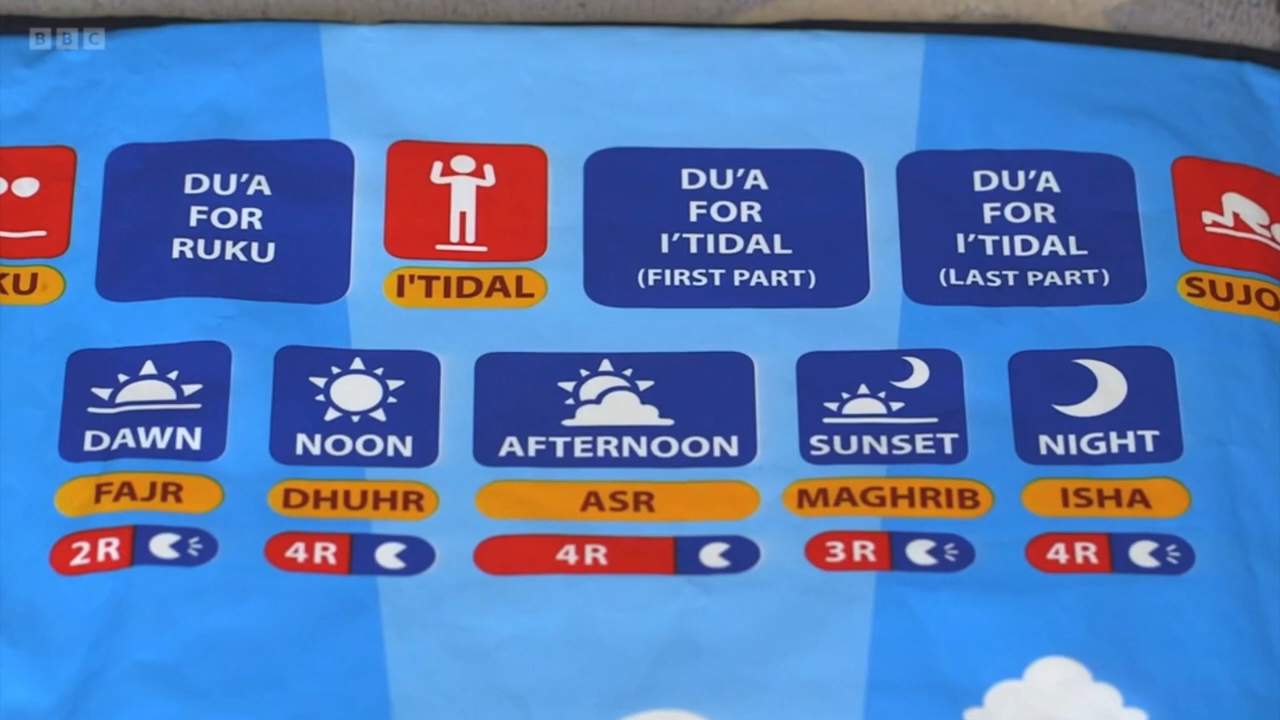 BBC
DU'A
FOR
RUKU
I'TIDAL
DU'A
FOR
I'TIDAL
(FIRST PART)
DU'A
FOR
I'TIDAL
(LAST PART)
DAWN
NOON
AFTERNOON
SUNSET
NIGHT
FAJR
DHUHR
ASR
MAGHRIB
ISHA
2R
4R
4R
3R
4R